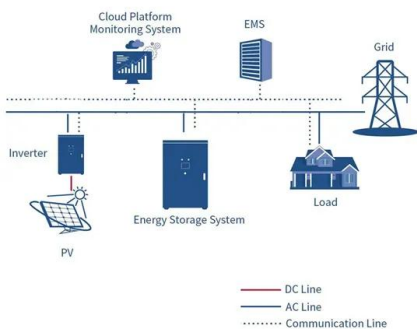 Cloud Platform
Monitoring System
EMS
Grid
Inverter
Energy Storage System
Load
PV
DC Line
AC Line
Communication Line